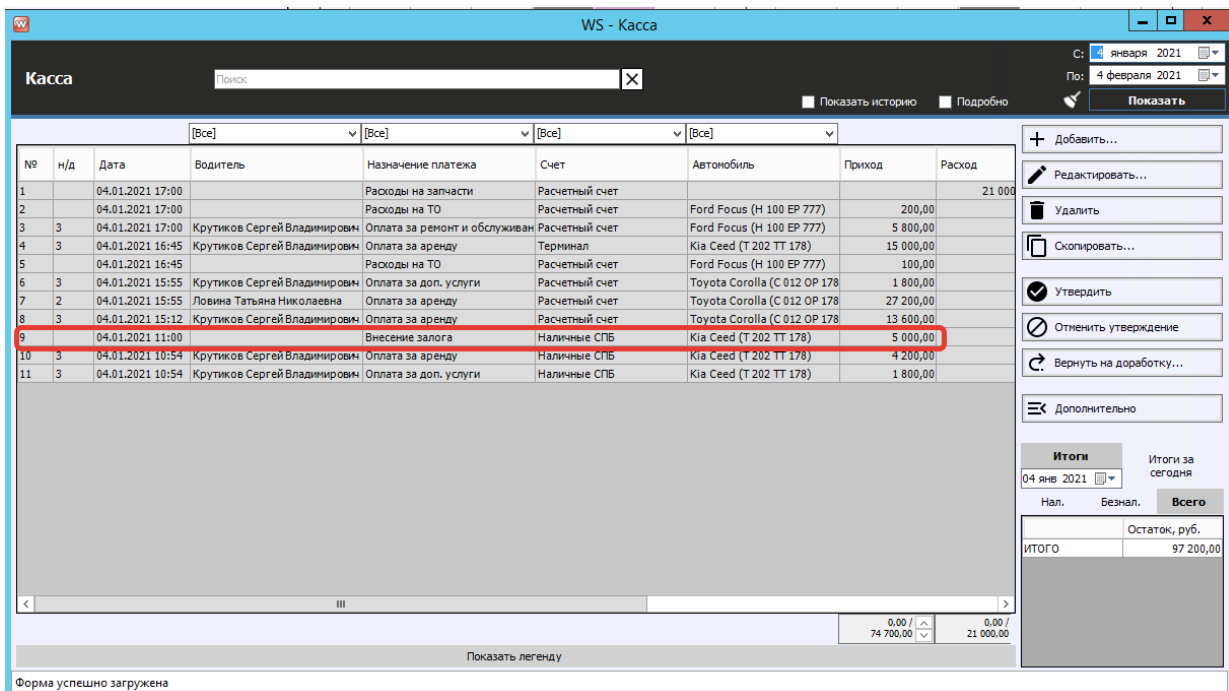 WS - Касса
С: 4 января 2021
Касса Поиск По: 4 февраля 2021
Показать историю Подробно Показать
[Все] [Все] [Все] [Все]
№ н/д Дата Водитель Назначение платежа Счет Автомобиль Приход Расход
1 04.01.2021 17:00 Расходы на запчасти Расчетный счет 21 000
2 04.01.2021 17:00 Расходы на ТО Расчетный счет Ford Focus (Н 100 ЕР 777) 200,00
3 3 04.01.2021 17:00 Крутиков Сергей Владимирович Оплата за ремонт и обслуживан Расчетный счет Ford Focus (Н 100 ЕР 777) 5 800,00
4 3 04.01.2021 16:45 Крутиков Сергей Владимирович Оплата за аренду Терминал Kia Ceed (Т 202 ТТ 178) 15 000,00
5 04.01.2021 16:45 Расходы на ТО Расчетный счет Ford Focus (Н 100 ЕР 777) 100,00
6 3 04.01.2021 15:55 Крутиков Сергей Владимирович Оплата за доп. услуги Расчетный счет Toyota Corolla (С 012 ОР 178 1 800,00
7 2 04.01.2021 15:55 Ловина Татьяна Николаевна Оплата за аренду Расчетный счет Toyota Corolla (С 012 ОР 178 27 200,00
8 3 04.01.2021 15:12 Крутиков Сергей Владимирович Оплата за аренду Расчетный счет Toyota Corolla (С 012 ОР 178 13 600,00
9 04.01.2021 11:00 Внесение залога Наличные СПБ Kia Ceed (Т 202 ТТ 178) 5 000,00
10 3 04.01.2021 10:54 Крутиков Сергей Владимирович Оплата за аренду Наличные СПБ Kia Ceed (Т 202 ТТ 178) 4 200,00
11 3 04.01.2021 10:54 Крутиков Сергей Владимирович Оплата за доп. услуги Наличные СПБ Kia Ceed (Т 202 ТТ 178) 1 800,00
0,00 / 0,00 /
74 700,00 21 000,00
Показать легенду
Форма успешно загружена
Добавить...
Редактировать...
Удалить
Скопировать...
Утвердить
Отменить утверждение
Вернуть на доработку...
Дополнительно
Итоги Итоги за
сегодня
04 янв 2021
Нал. Безнал. Всего
Остаток, руб.
ИТОГО 97 200,00